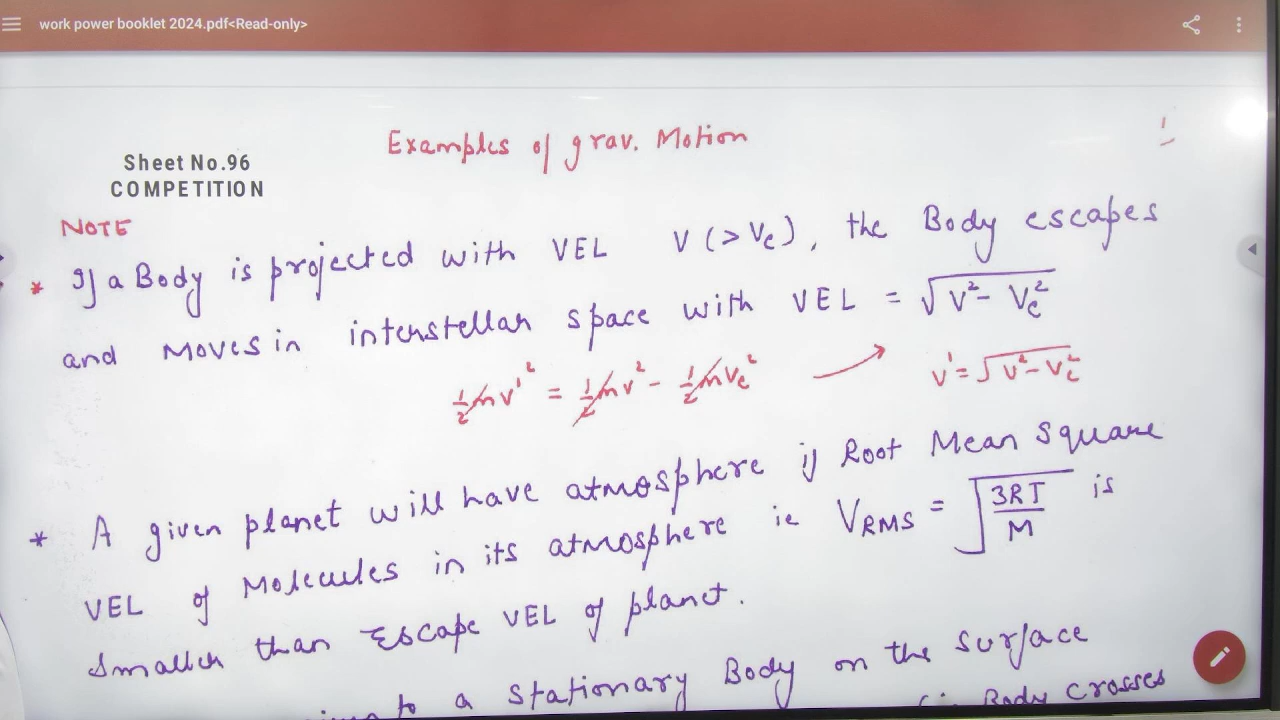 work power booklet 2024.pdf<Read-only>
Examples of grav. Motion
Sheet No.96
COMPETITION
NOTE
* If a Body is projected with VEL V (> Ve), the Body escapes
and moves in interstellar space with VEL = √(V² - Ve²)
½mv'² = ½mv² - ½mve² → v' = √(v² - ve²)
* A given planet will have atmosphere if Root Mean Square
VEL of Molecules in its atmosphere ie VRMS = √(3RT/M) is
smaller than Escape VEL of planet.
to a stationary Body on the surface
Body crosses